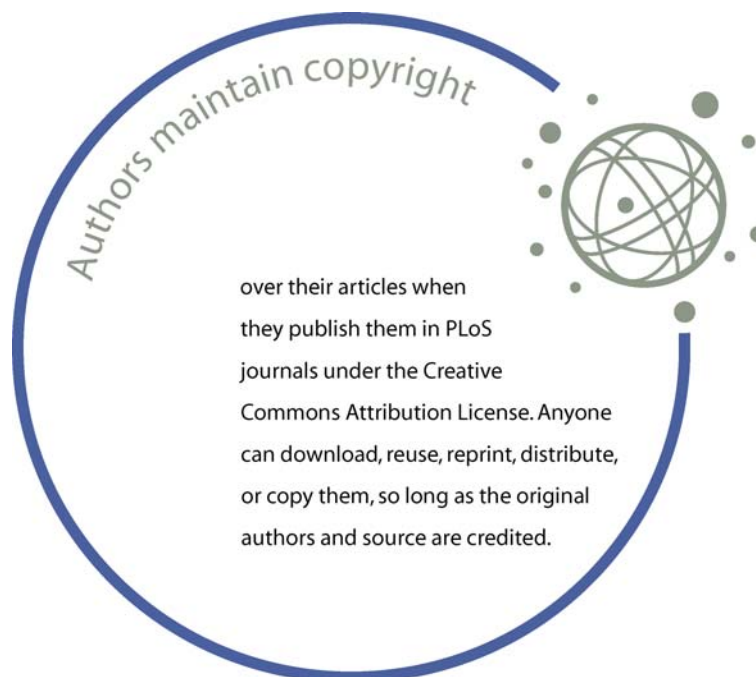 Authors maintain copyright
over their articles when
they publish them in PLoS
journals under the Creative
Commons Attribution License. Anyone
can download, reuse, reprint, distribute,
or copy them, so long as the original
authors and source are credited.